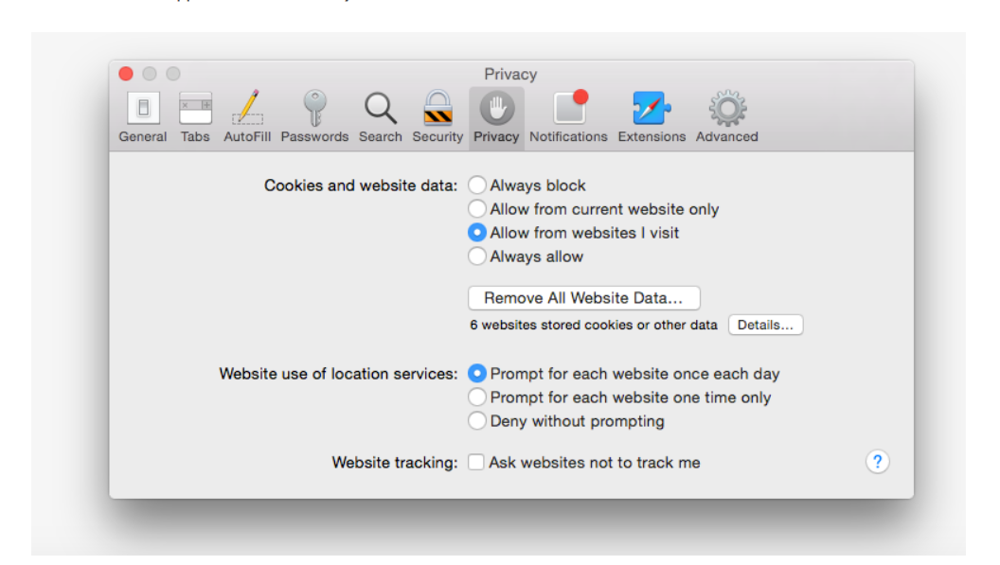 Privacy
General Tabs AutoFill Passwords Search Security Privacy Notifications Extensions Advanced
Cookies and website data: Always block
Allow from current website only
Allow from websites I visit
Always allow
Remove All Website Data...
6 websites stored cookies or other data Details...
Website use of location services: Prompt for each website once each day
Prompt for each website one time only
Deny without prompting
Website tracking: Ask websites not to track me ?